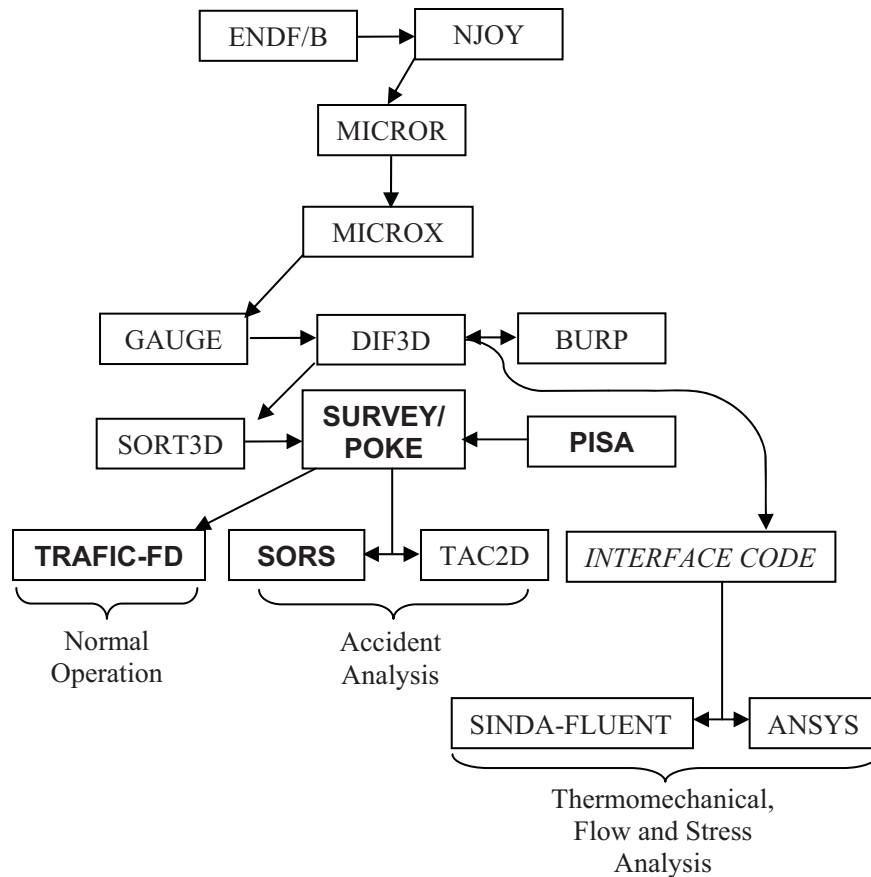 ENDF/B
NJOY
MICROR
MICROX
GAUGE
DIF3D
BURP
SORT3D
SURVEY/
POKE
PISA
TRAFIC-FD
SORS
TAC2D
INTERFACE CODE
Normal
Operation
Accident
Analysis
SINDA-FLUENT
ANSYS
Thermomechanical,
Flow and Stress
Analysis